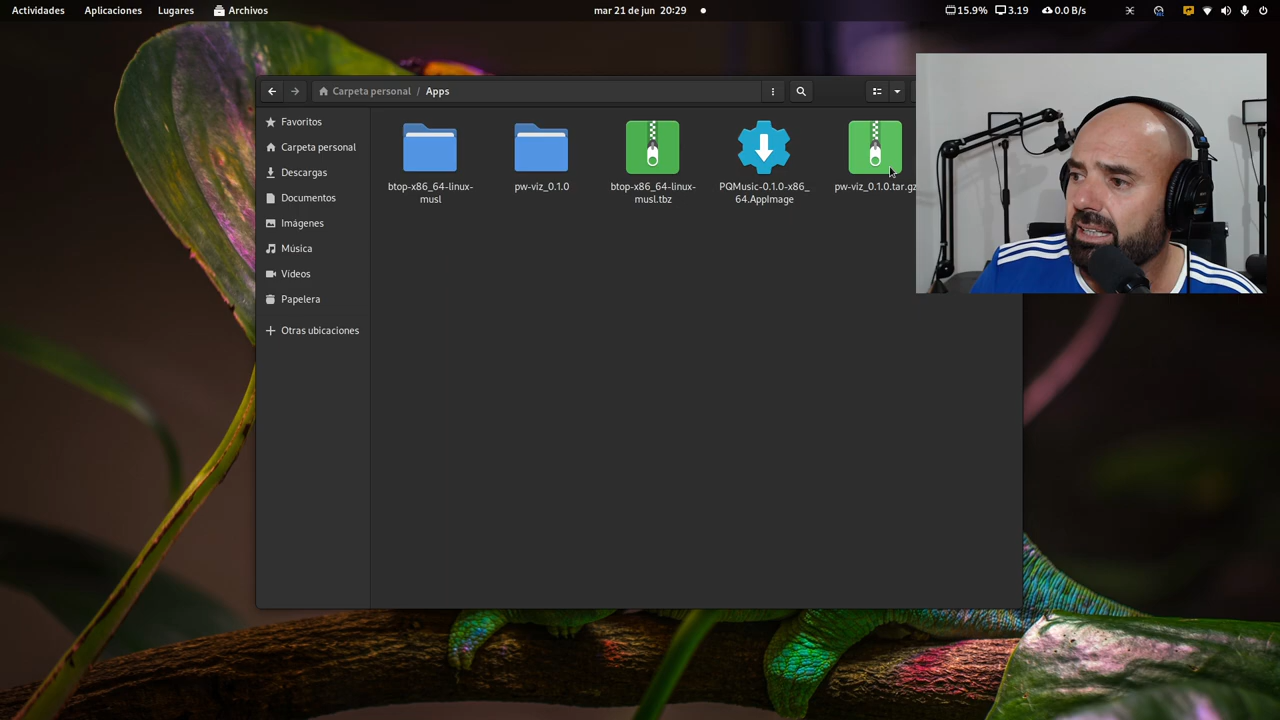 Actividades Aplicaciones Lugares Archivos mar 21 de jun 20:29 15.9% 3.19 0.0 B/s
Carpeta personal / Apps
Favoritos
Carpeta personal
Descargas
Documentos
Imágenes
Música
Videos
Papelera
Otras ubicaciones
btop-x86_64-linux-
musl
pw-viz_0.1.0
btop-x86_64-linux-
musl.tbz
PQMusic-0.1.0-x86_
64.AppImage
pw-viz_0.1.0.tar.gz